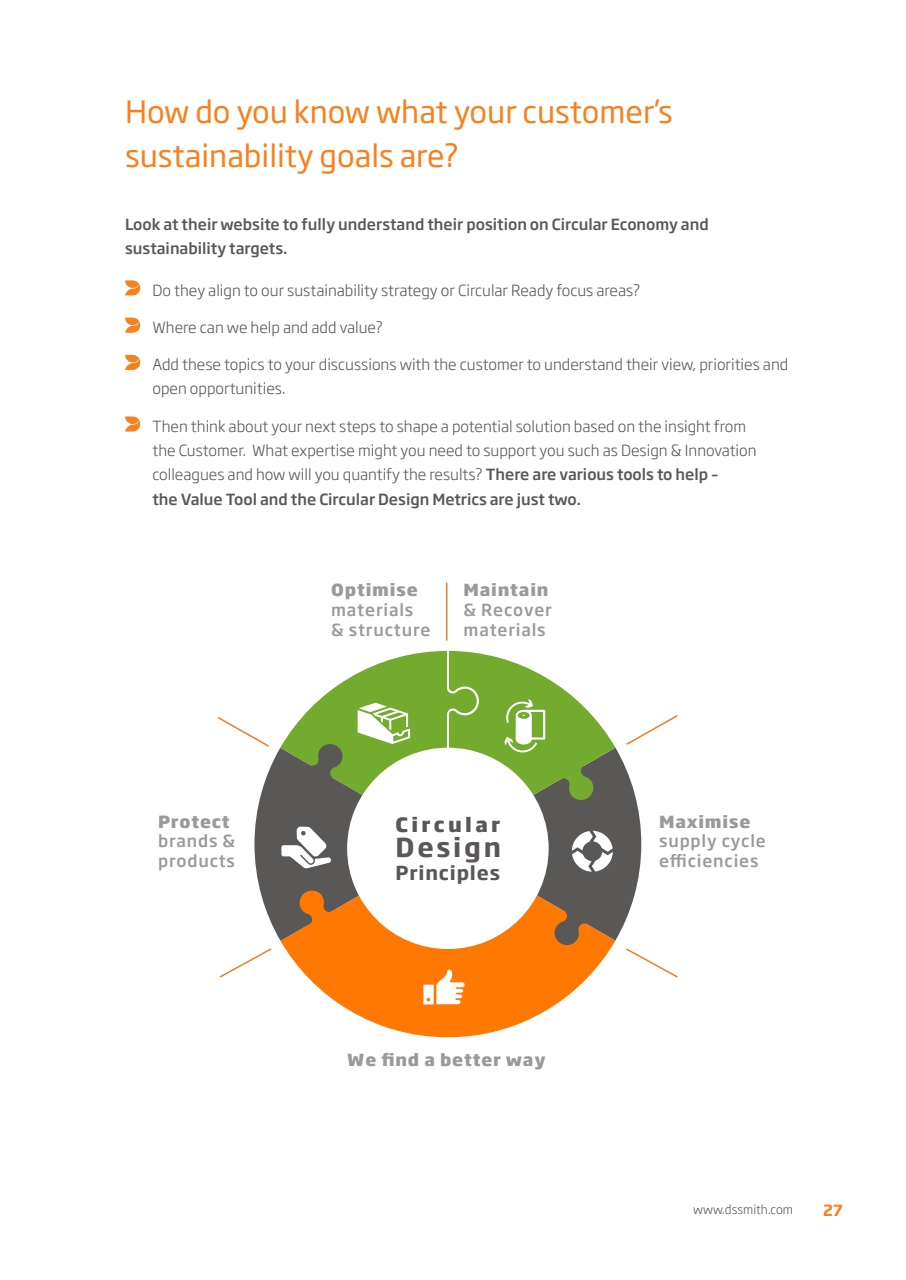 How do you know what your customer's
sustainability goals are?
Look at their website to fully understand their position on Circular Economy and
sustainability targets.
Do they align to our sustainability strategy or Circular Ready focus areas?
Where can we help and add value?
Add these topics to your discussions with the customer to understand their view, priorities and
open opportunities.
Then think about your next steps to shape a potential solution based on the insight from
the Customer.  What expertise might you need to support you such as Design & Innovation
colleagues and how will you quantify the results? There are various tools to help –
the Value Tool and the Circular Design Metrics are just two.
Optimise
materials
& structure
Maintain
& Recover
materials
Protect
brands &
products
Circular
Design
Principles
Maximise
supply cycle
efficiencies
We find a better way
www.dssmith.com 27